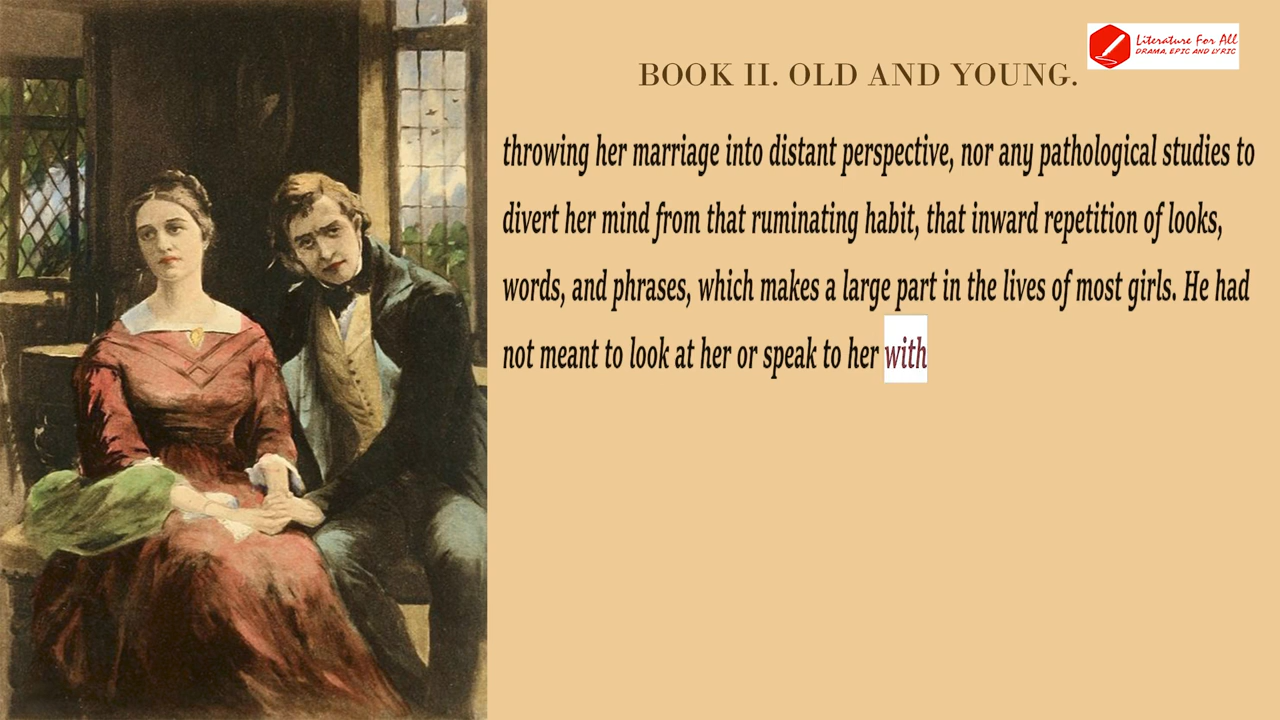 Literature For All
DRAMA, EPIC AND LYRIC
BOOK II. OLD AND YOUNG.
throwing her marriage into distant perspective, nor any pathological studies to
divert her mind from that ruminating habit, that inward repetition of looks,
words, and phrases, which makes a large part in the lives of most girls. He had
not meant to look at her or speak to her with